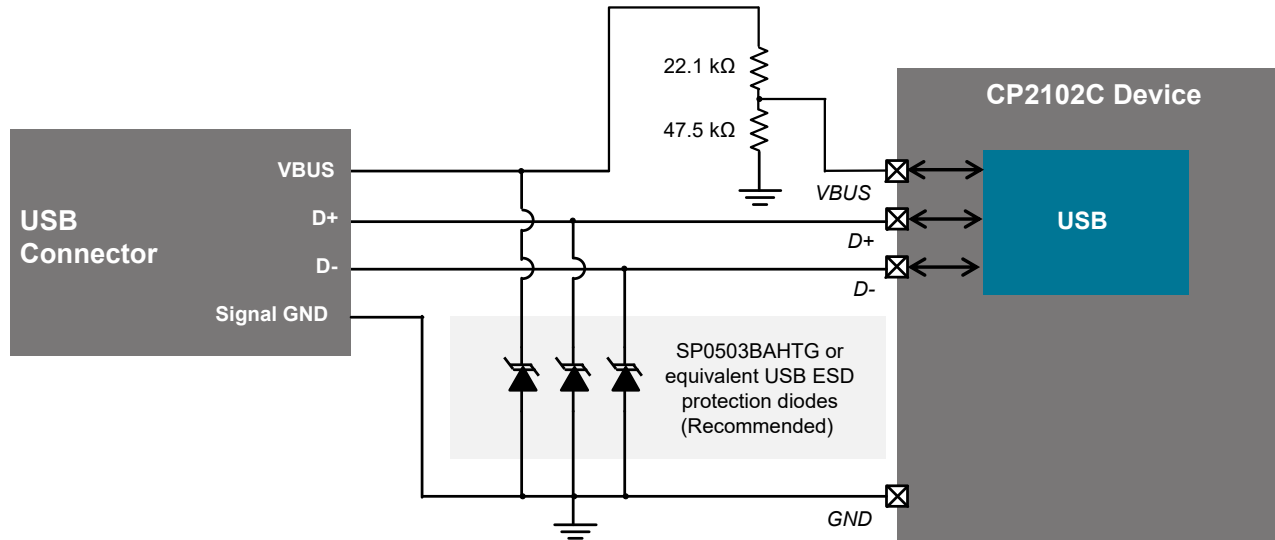 22.1 kΩ
47.5 kΩ
CP2102C Device
USB
Connector
VBUS
D+
D-
Signal GND
VBUS
D+
D-
USB
SP0503BAHTG or
equivalent USB ESD
protection diodes
(Recommended)
GND